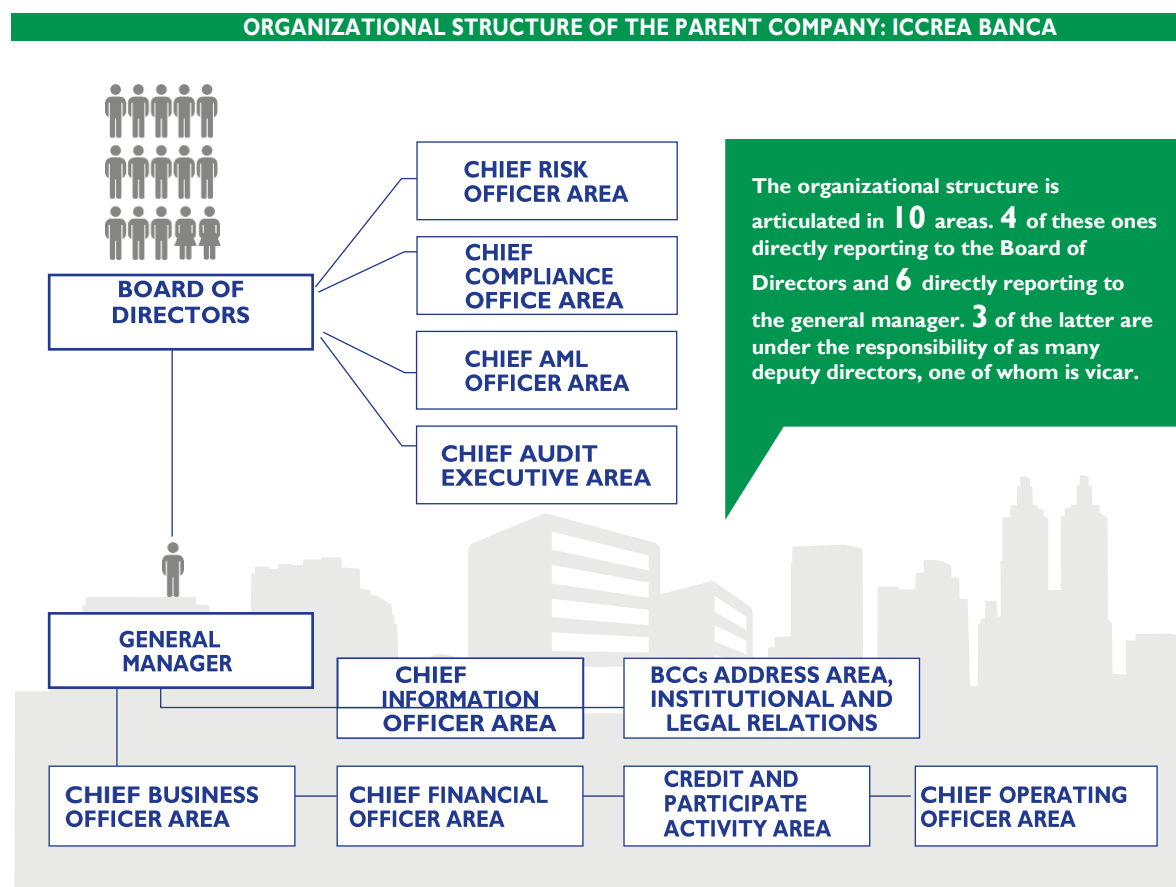 ORGANIZATIONAL STRUCTURE OF THE PARENT COMPANY: ICCREA BANCA
BOARD OF
DIRECTORS
CHIEF RISK
OFFICER AREA
CHIEF
COMPLIANCE
OFFICE AREA
CHIEF AML
OFFICER AREA
CHIEF AUDIT
EXECUTIVE AREA
The organizational structure is
articulated in 10 areas. 4 of these ones
directly reporting to the Board of
Directors and 6 directly reporting to
the general manager. 3 of the latter are
under the responsibility of as many
deputy directors, one of whom is vicar.
GENERAL
MANAGER
CHIEF
INFORMATION
OFFICER AREA
BCCs ADDRESS AREA,
INSTITUTIONAL AND
LEGAL RELATIONS
CHIEF BUSINESS
OFFICER AREA
CHIEF FINANCIAL
OFFICER AREA
CREDIT AND
PARTICIPATE
ACTIVITY AREA
CHIEF OPERATING
OFFICER AREA